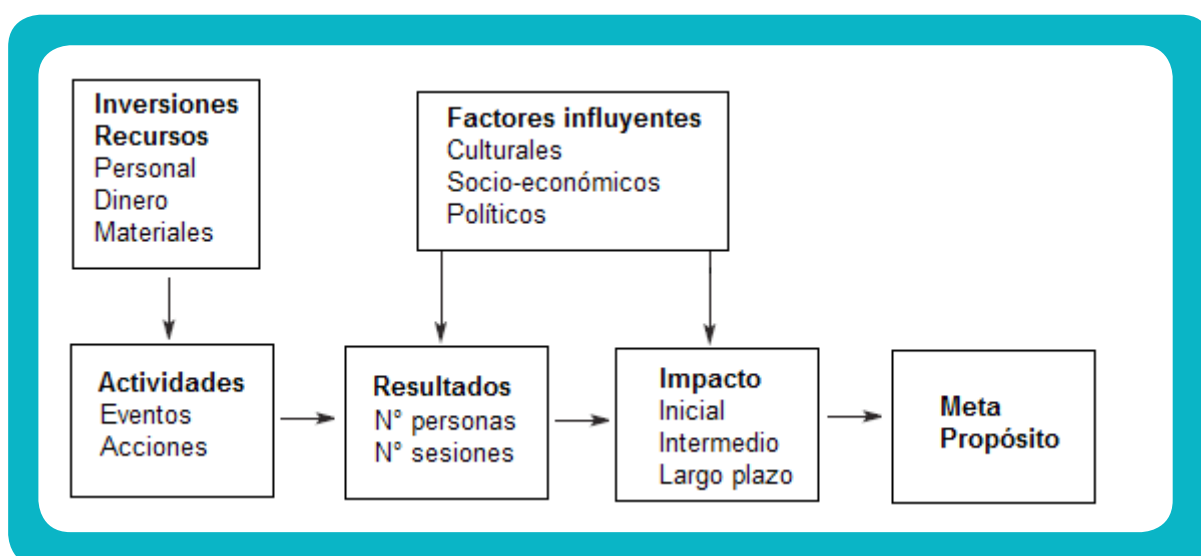 Inversiones
Recursos
Personal
Dinero
Materiales
Factores influyentes
Culturales
Socio-económicos
Políticos
Actividades
Eventos
Acciones
Resultados
N° personas
N° sesiones
Impacto
Inicial
Intermedio
Largo plazo
Meta
Propósito